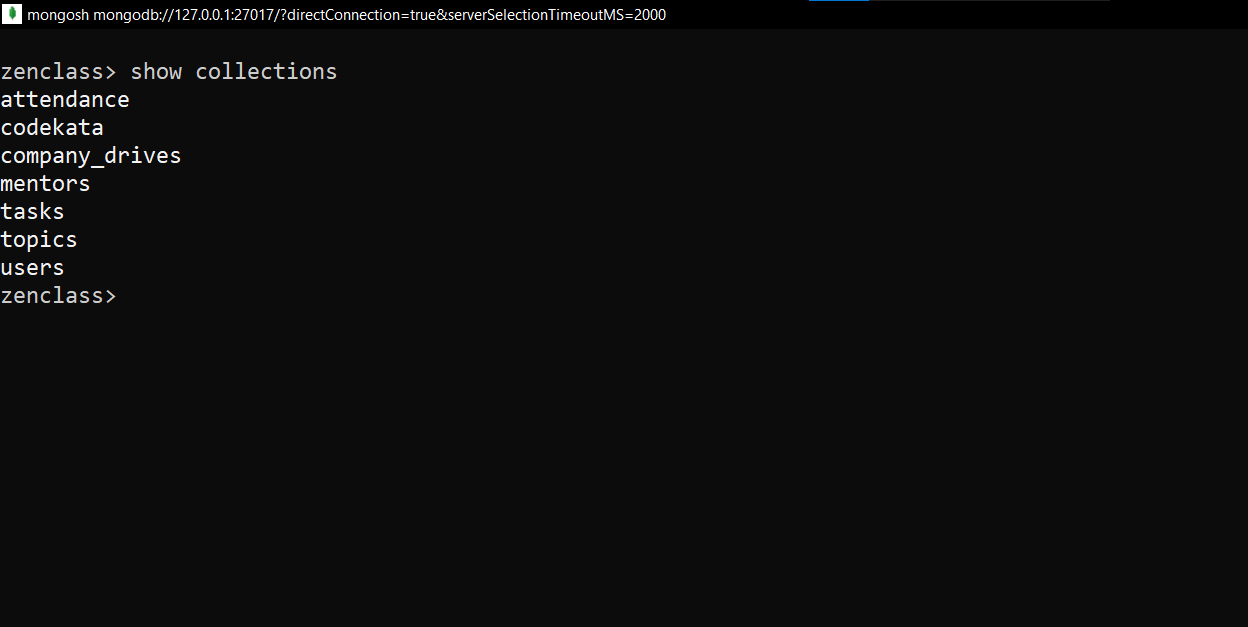 mongosh mongodb://127.0.0.1:27017/?directConnection=true&serverSelectionTimeoutMS=2000
zenclass> show collections
attendance
codekata
company_drives
mentors
tasks
topics
users
zenclass>